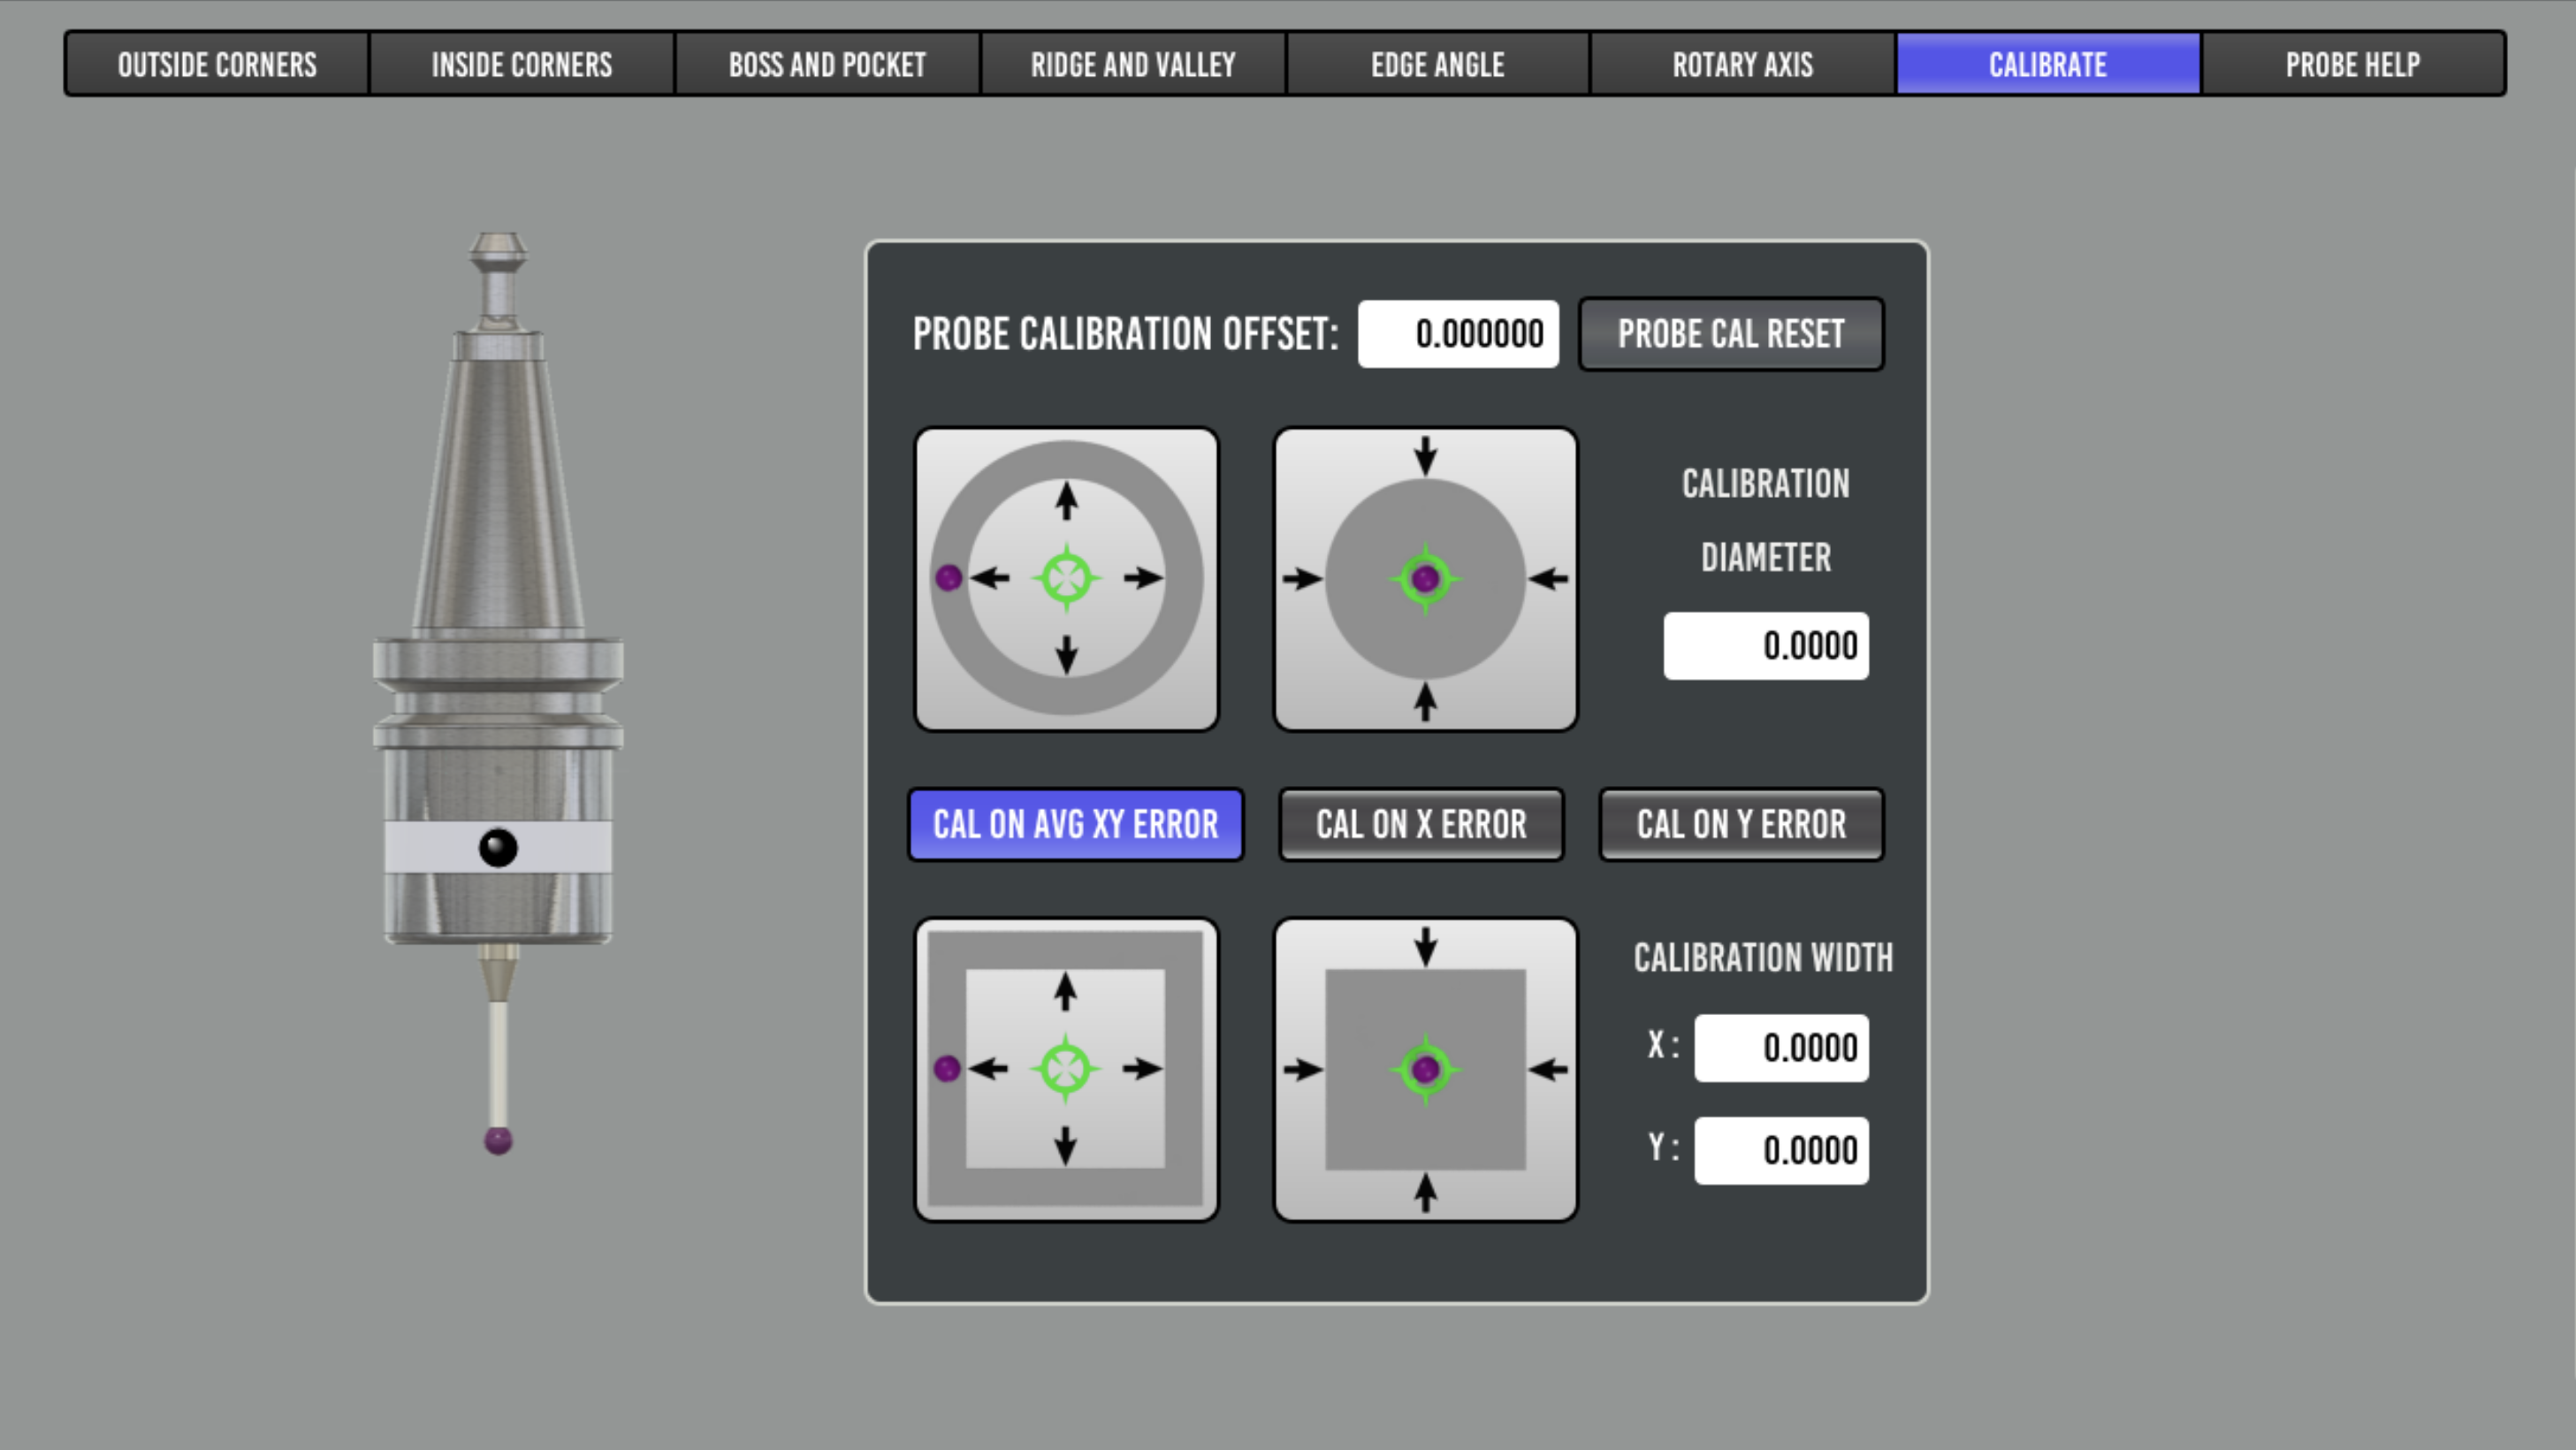 OUTSIDE CORNERS
INSIDE CORNERS
BOSS AND POCKET
RIDGE AND VALLEY
EDGE ANGLE
ROTARY AXIS
CALIBRATE
PROBE HELP
PROBE CALIBRATION OFFSET: 0.000000 PROBE CAL RESET
CALIBRATION
DIAMETER
0.0000
CAL ON AVG XY ERROR
CAL ON X ERROR
CAL ON Y ERROR
CALIBRATION WIDTH
X : 0.0000
Y : 0.0000